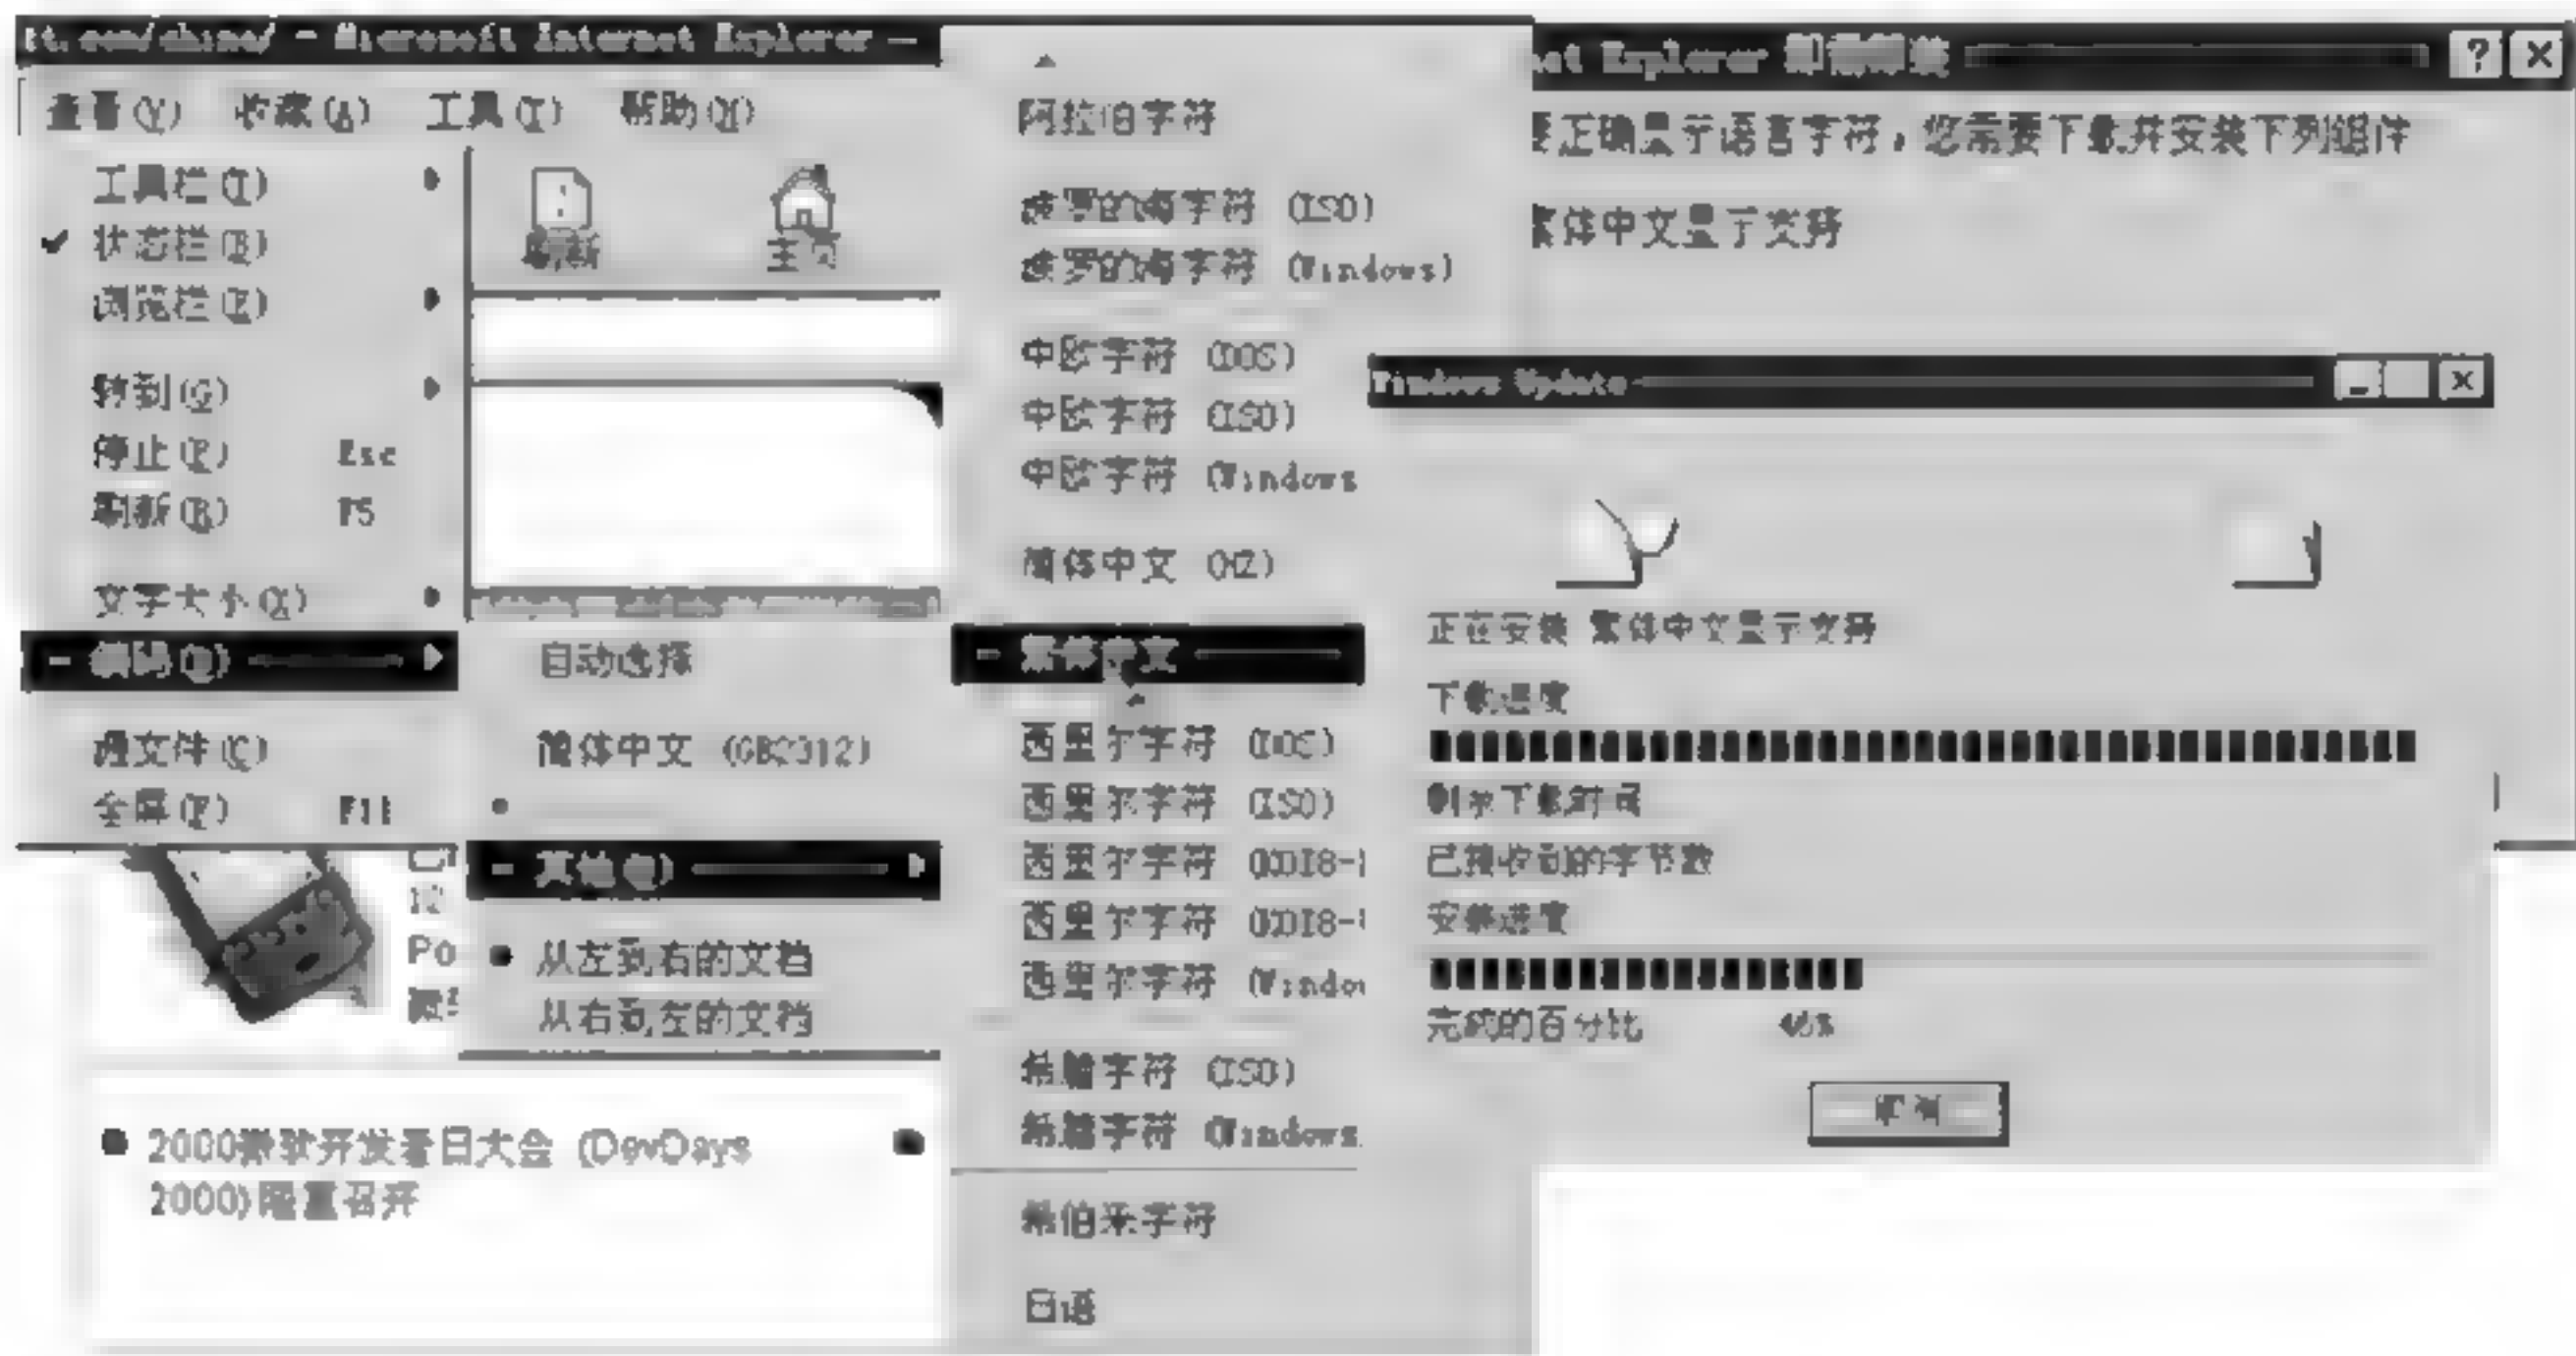 t.com/china/ - Microsoft Internet Explorer
查看(V) 收藏(A) 工具(T) 帮助(H)
工具栏(T)
状态栏(B)
浏览栏(E)
转到(G)
停止(P) Esc
刷新(R) F5
文字大小(X)
编码(D)
源文件(C)
全屏(F) F11
刷新
主页
自动选择
简体中文 (GB2312)
其他
从左到右的文档
从右到左的文档
12
Po
2000微软开发者日大会 (DevDays
2000)隆重召开
阿拉伯字符
波罗的海字符 (ISO)
波罗的海字符 (Windows)
中欧字符 (DOS)
中欧字符 (ISO)
中欧字符 (Windows
简体中文 (HZ)
繁体中文
西里尔字符 (DOS)
西里尔字符 (ISO)
西里尔字符 (KOI8-
西里尔字符 (KOI8-
西里尔字符 (Window
希腊字符 (ISO)
希腊字符 (Windows
希伯来字符
日语
net Explorer 即需即装
要正确显示语言字符，您需要下载并安装下列组件
繁体中文显示支持
Windows Update
正在安装 繁体中文显示支持
下载进度
剩余下载时间
已接收到的字节数
安装进度
完成的百分比